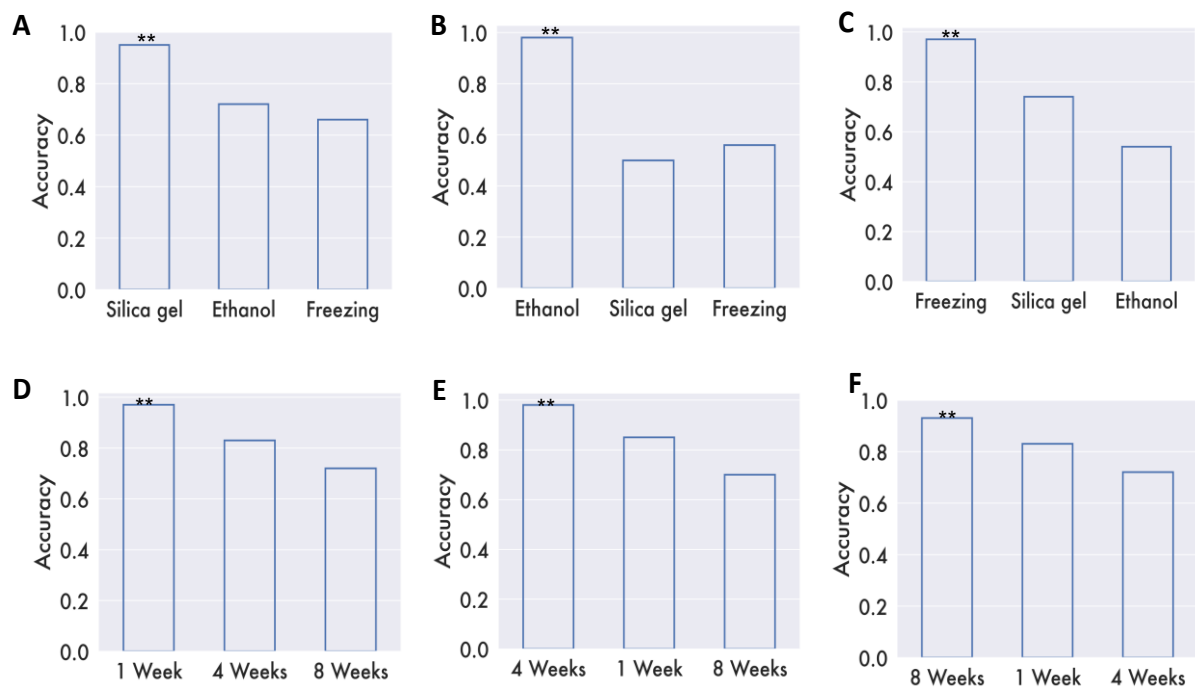 A
Accuracy
1.0
0.8
0.6
0.4
0.2
0.0
**
Silica gel Ethanol Freezing
B
Accuracy
1.0
0.8
0.6
0.4
0.2
0.0
**
Ethanol Silica gel Freezing
C
Accuracy
1.0
0.8
0.6
0.4
0.2
0.0
**
Freezing Silica gel Ethanol
D
Accuracy
1.0
0.8
0.6
0.4
0.2
0.0
**
1 Week 4 Weeks 8 Weeks
E
Accuracy
1.0
0.8
0.6
0.4
0.2
0.0
**
4 Weeks 1 Week 8 Weeks
F
Accuracy
1.0
0.8
0.6
0.4
0.2
0.0
**
8 Weeks 1 Week 4 Weeks